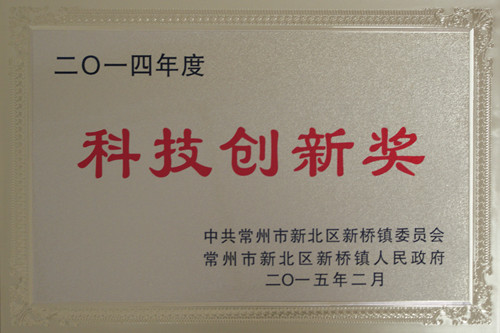 二〇一四年度
科技创新奖
中共常州市新北区新桥镇委员会
常州市新北区新桥镇人民政府
二〇一五年二月